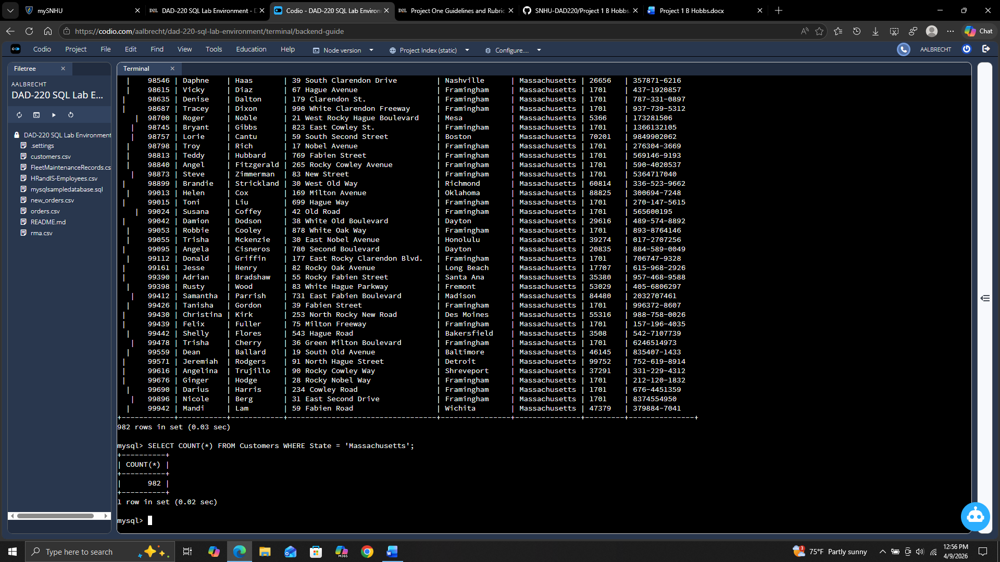 mySNHU
D2L DAD-220 SQL Lab Environment - D
Codio - DAD-220 SQL Lab Environ
D2L Project One Guidelines and Rubric
SNHU-DAD220/Project 1 B Hobbs.
Project 1 B Hobbs.docx
https://codio.com/aalbrecht/dad-220-sql-lab-environment/terminal/backend-guide
Chat
Codio Project File Edit Find View Tools Education Help Node version Project Index (static) Configure.... AALBRECHT
Filetree
Terminal
AALBRECHT
DAD-220 SQL Lab E...
DAD-220 SQL Lab Environment
.settings
customers.csv
FleetMaintenanceRecords.cs
HRandIS-Employees.csv
mysqlsampledatabase.sql
new_orders.csv
orders.csv
README.md
rma.csv
| 98546 | Daphne | Haas | 39 South Clarendon Drive | Nashville | Massachusetts | 26656 | 357871-6216
| 98615 | Vicky | Diaz | 67 Hague Avenue | Framingham | Massachusetts | 1701 | 437-1920857
| 98635 | Denise | Dalton | 179 Clarendon St. | Framingham | Massachusetts | 1701 | 787-331-0897
| 98687 | Tracey | Dixon | 990 White Clarendon Freeway | Framingham | Massachusetts | 1701 | 937-739-5312
| 98700 | Roger | Noble | 21 West Rocky Hague Boulevard | Mesa | Massachusetts | 5366 | 173281506
| 98745 | Bryant | Gibbs | 823 East Cowley St. | Framingham | Massachusetts | 1701 | 1366132105
| 98757 | Lorie | Cantu | 59 South Second Street | Boston | Massachusetts | 70201 | 9849902062
| 98798 | Troy | Rich | 17 Nobel Avenue | Framingham | Massachusetts | 1701 | 276304-3669
| 98813 | Teddy | Hubbard | 769 Fabien Street | Framingham | Massachusetts | 1701 | 569146-9193
| 98840 | Angel | Fitzgerald | 265 Rocky Cowley Avenue | Framingham | Massachusetts | 1701 | 590-4020537
| 98873 | Steve | Zimmerman | 83 New Street | Framingham | Massachusetts | 1701 | 5364717040
| 98899 | Brandie | Strickland | 30 West Old Way | Richmond | Massachusetts | 60814 | 336-523-9662
| 99013 | Helen | Cox | 169 Milton Avenue | Oklahoma | Massachusetts | 88825 | 300694-7248
| 99015 | Toni | Liu | 699 Hague Way | Framingham | Massachusetts | 1701 | 270-147-5615
| 99024 | Susana | Coffey | 42 Old Road | Framingham | Massachusetts | 1701 | 565600195
| 99042 | Damion | Dodson | 38 White Old Boulevard | Dayton | Massachusetts | 29616 | 489-574-8892
| 99053 | Robbie | Cooley | 878 White Oak Way | Framingham | Massachusetts | 1701 | 893-8764146
| 99055 | Trisha | Mckenzie | 30 East Nobel Avenue | Honolulu | Massachusetts | 39274 | 017-2707256
| 99095 | Angela | Cisneros | 780 Second Boulevard | Dayton | Massachusetts | 20835 | 884-589-0049
| 99112 | Donald | Griffin | 177 East Rocky Clarendon Blvd. | Framingham | Massachusetts | 1701 | 706747-9328
| 99161 | Jesse | Henry | 82 Rocky Oak Avenue | Long Beach | Massachusetts | 17707 | 615-968-2926
| 99390 | Adrian | Bradshaw | 55 Rocky Fabien Street | Santa Ana | Massachusetts | 35380 | 957-468-9588
| 99398 | Rusty | Wood | 83 White Hague Parkway | Fremont | Massachusetts | 53029 | 405-6806297
| 99412 | Samantha | Parrish | 731 East Fabien Boulevard | Madison | Massachusetts | 84480 | 2032707461
| 99426 | Tanisha | Gordon | 39 Fabien Street | Framingham | Massachusetts | 1701 | 996372-8607
| 99430 | Christina | Kirk | 253 North Rocky New Road | Des Moines | Massachusetts | 55316 | 988-758-0026
| 99439 | Felix | Fuller | 75 Milton Freeway | Framingham | Massachusetts | 1701 | 157-196-4035
| 99442 | Shelly | Flores | 543 Hague Road | Bakersfield | Massachusetts | 3508 | 542-7107739
| 99478 | Trisha | Cherry | 36 Green Milton Boulevard | Framingham | Massachusetts | 1701 | 6246514973
| 99559 | Dean | Ballard | 19 South Old Avenue | Baltimore | Massachusetts | 46145 | 835407-1433
| 99571 | Jeremiah | Rodgers | 91 North Hague Street | Detroit | Massachusetts | 99752 | 752-619-8914
| 99616 | Angelina | Trujillo | 90 Rocky Cowley Way | Shreveport | Massachusetts | 37291 | 331-229-4312
| 99676 | Ginger | Hodge | 28 Rocky Nobel Way | Framingham | Massachusetts | 1701 | 212-120-1832
| 99690 | Darius | Harris | 234 Cowley Road | Framingham | Massachusetts | 1701 | 676-4451359
| 99896 | Nicole | Berg | 31 East Second Drive | Framingham | Massachusetts | 1701 | 8374554950
| 99942 | Mandi | Lam | 59 Fabien Road | Wichita | Massachusetts | 47379 | 379884-7041
+------------+-----------+------------+----------------------------------+----------------+---------------+---------+---------------+
982 rows in set (0.03 sec)
mysql> SELECT COUNT(*) FROM Customers WHERE State = 'Massachusetts';
+----------+
| COUNT(*) |
+----------+
| 982 |
+----------+
1 row in set (0.02 sec)
mysql>
Type here to search
M365
3
75°F Partly sunny
12:56 PM
4/9/2026